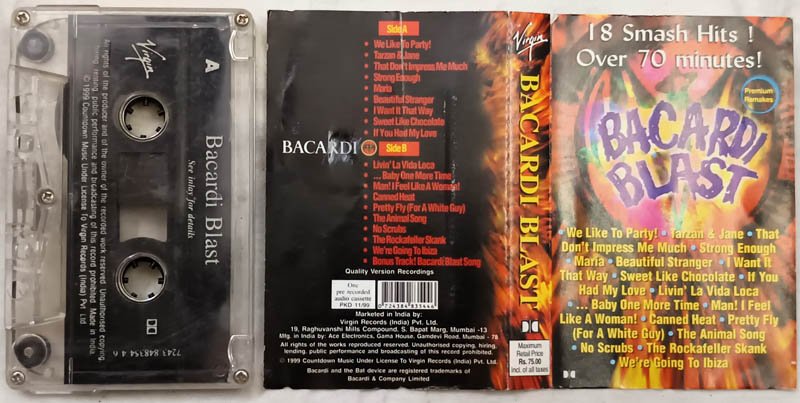 Virgin
A
Bacardi Blast
See inlay for details
All rights of the producer and of the owner of the recorded work reserved. Unauthorised copying
hiring, renting, public performance and broadcasting of this record prohibited. Made in India.
© 1999 Countdown Music Under License To Virgin Records (India) Pvt Ltd
Side A
• We Like To Party!
• Tarzan & Jane
• That Don't Impress Me Much
• Strong Enough
• Maria
• Beautiful Stranger
• I Want It That Way
• Sweet Like Chocolate
• If You Had My Love
BACARDI
Side B
• Livin' La Vida Loca
• ... Baby One More Time
• Man! I Feel Like A Woman!
• Canned Heat
• Pretty Fly (For A White Guy)
• The Animal Song
• No Scrubs
• The Rockafeller Skank
• We're Going To Ibiza
• Bonus Track! Bacardi Blast Song
Quality Version Recordings
One
pre recorded
audio cassette
PKD 11/99
0 724384 835446
Marketed in India by:
Virgin Records (India) Pvt. Ltd.
19, Raghuvanshi Mills Compound, S. Bapat Marg, Mumbai -13
Mfg. in India by: Ace Electronics, Gama House, Gamdevi Road, Mumbai - 78
All rights of the works reproduced reserved. Unauthorised copying, hiring,
lending, public performance and broadcasting of this record prohibited.
© 1999 Countdown Music Under License To Virgin Records (India) Pvt. Ltd.
Bacardi and the Bat device are registered trademarks of
Bacardi & Company Limited
Virgin
BACARDI BLAST
Maximum
Retail Price
Rs. 75.00
Incl. of all taxes
18 Smash Hits !
Over 70 minutes!
Premium
Remakes
BACARDI
BLAST
• We Like To Party! • Tarzan & Jane • That
Don't Impress Me Much • Strong Enough •
Maria • Beautiful Stranger • I Want It
That Way • Sweet Like Chocolate • If You
Had My Love • Livin' La Vida Loca
• ... Baby One More Time • Man! I Feel
Like A Woman! • Canned Heat • Pretty Fly
(For A White Guy) • The Animal Song •
No Scrubs • The Rockafeller Skank •
• We're Going To Ibiza